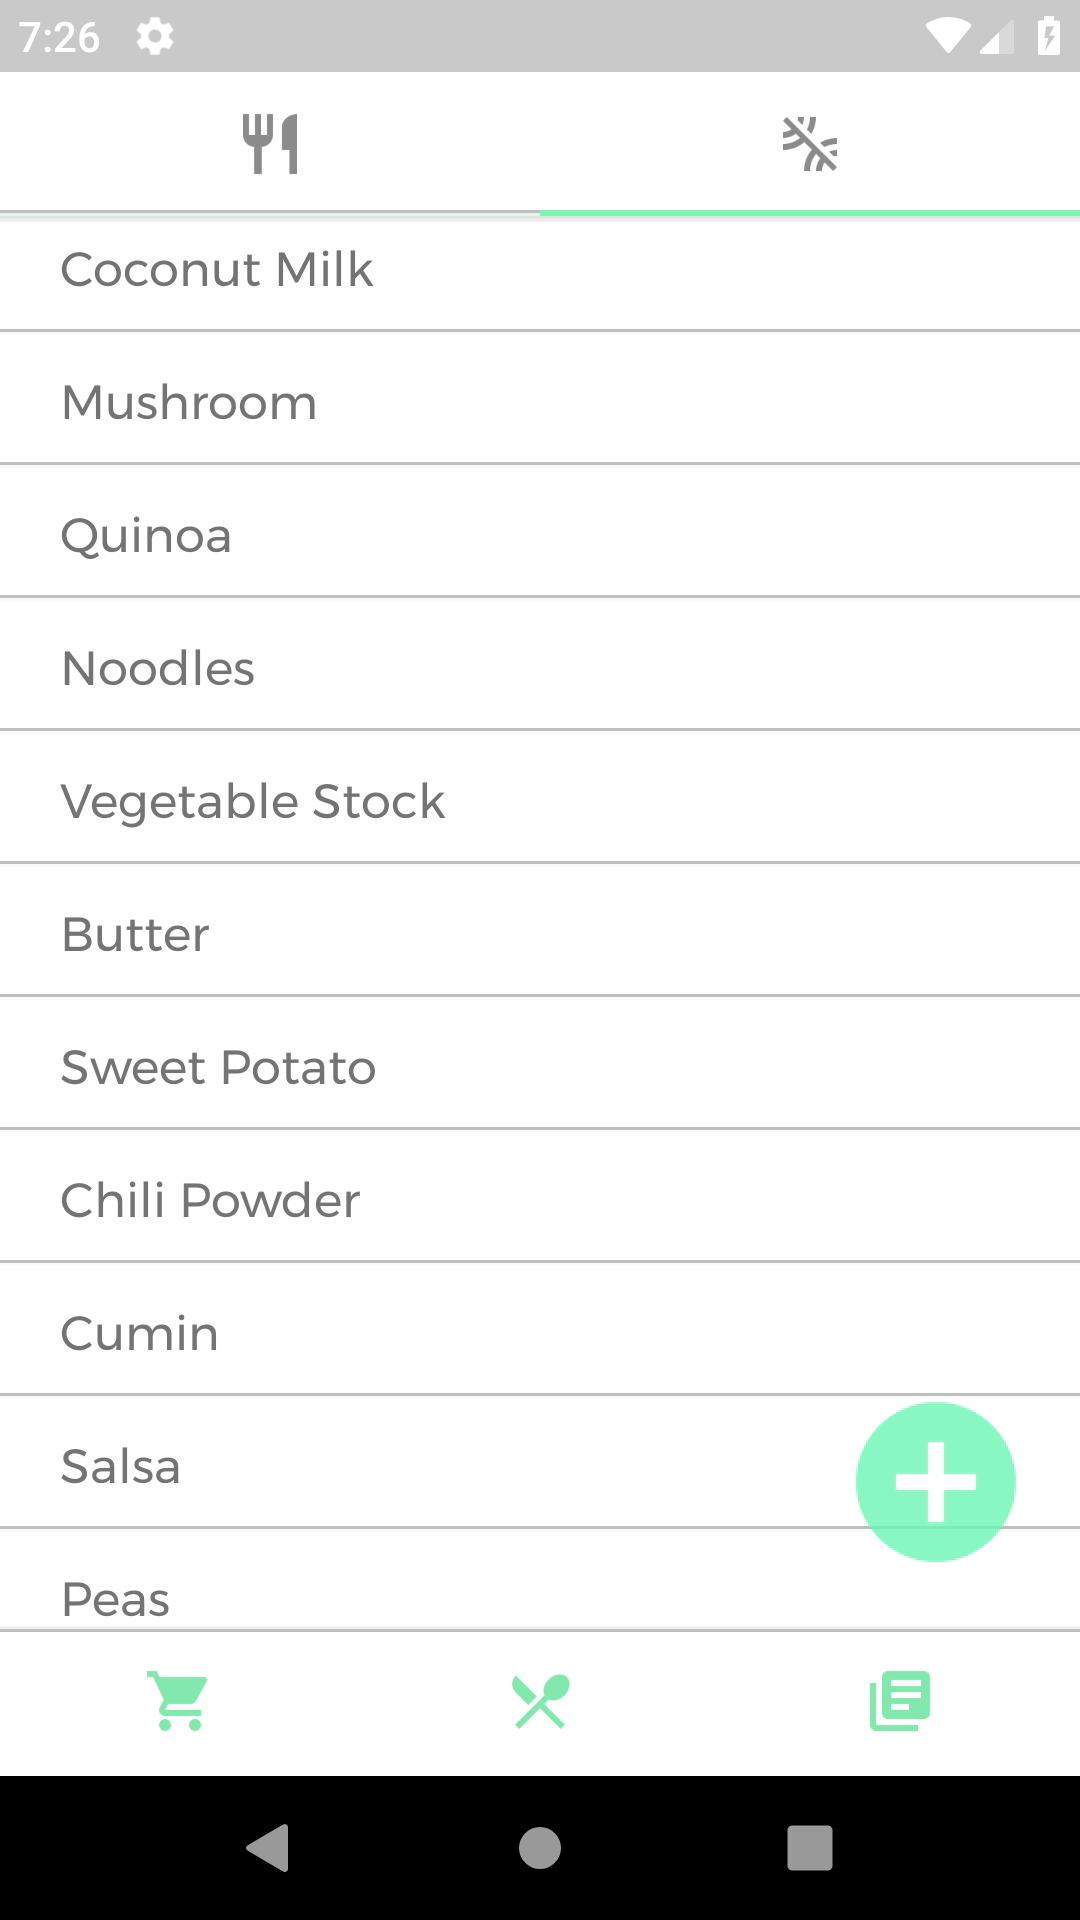 7:26
Coconut Milk
Mushroom
Quinoa
Noodles
Vegetable Stock
Butter
Sweet Potato
Chili Powder
Cumin
Salsa
Peas